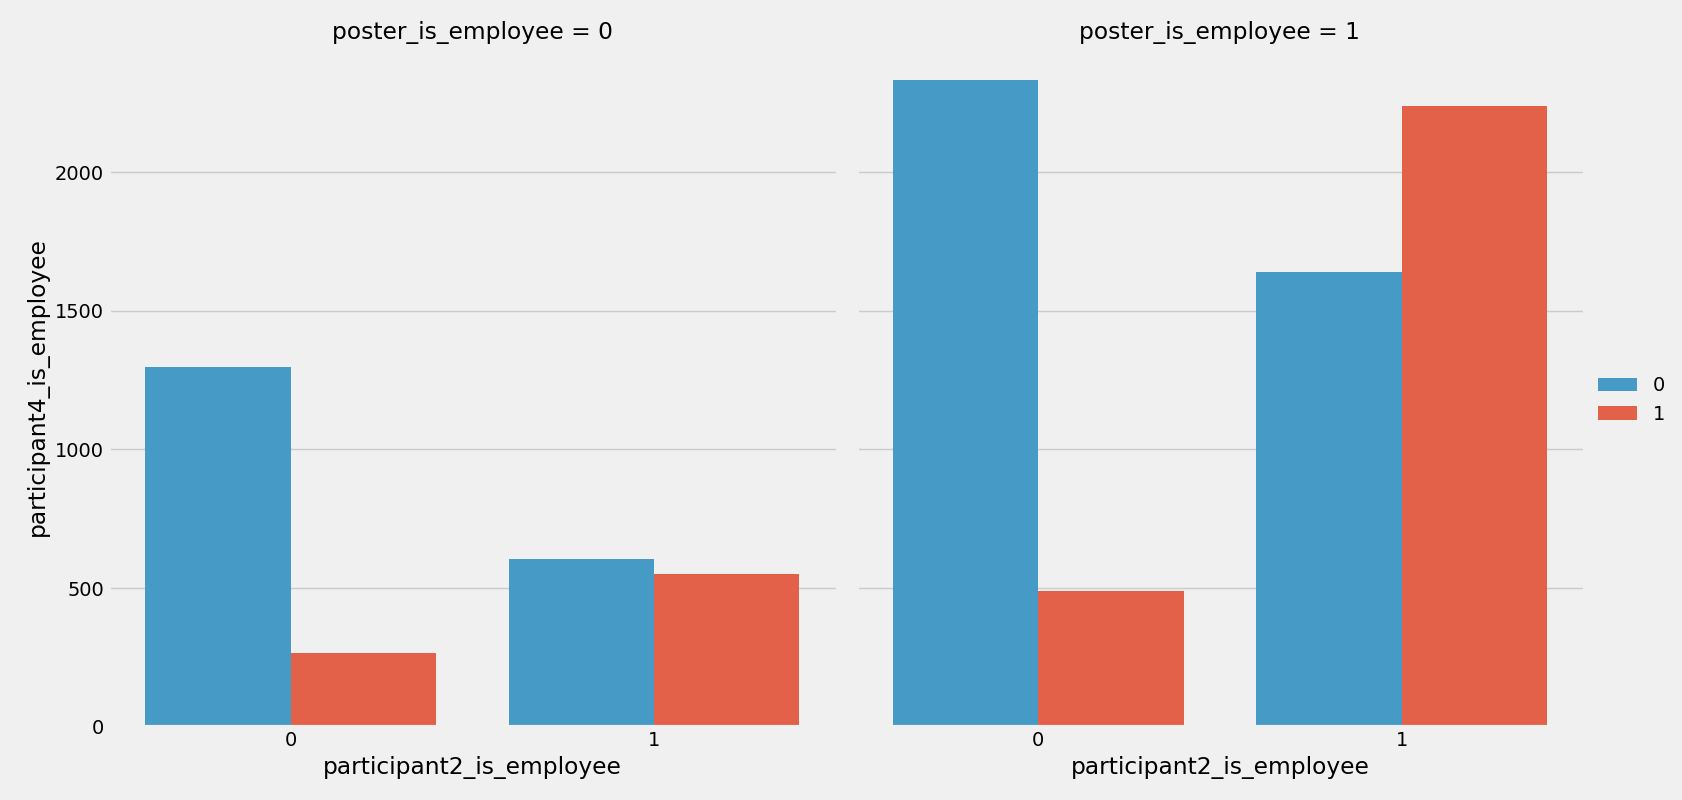 poster_is_employee = 0
poster_is_employee = 1
participant4_is_employee
2000
1500
1000
500
0
0
1
0
1
participant2_is_employee
participant2_is_employee
0
1